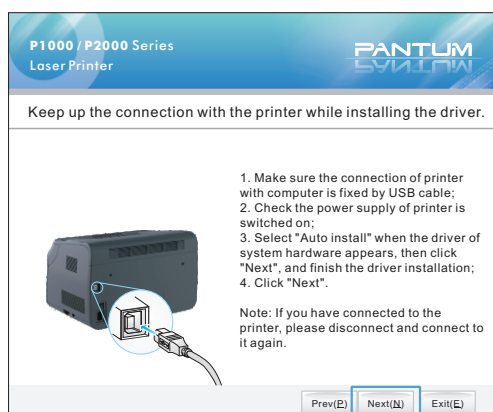 P1000 / P2000 Series
Laser Printer
PANTUM
Keep up the connection with the printer while installing the driver.
1. Make sure the connection of printer
with computer is fixed by USB cable;
2. Check the power supply of printer is
switched on;
3. Select "Auto install" when the driver of
system hardware appears, then click
"Next", and finish the driver installation;
4. Click "Next".
Note: If you have connected to the
printer, please disconnect and connect to
it again.
Prev(P) Next(N) Exit(E)